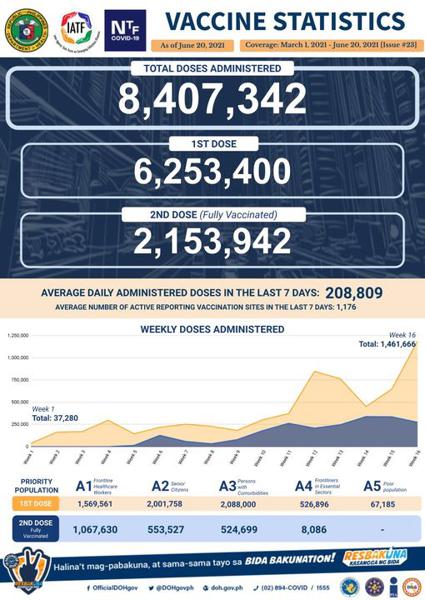 IATF
NTF
COVID-19
VACCINE STATISTICS
As of June 20, 2021
Coverage: March 1, 2021 - June 20, 2021 [Issue #23]
TOTAL DOSES ADMINISTERED
8,407,342
1ST DOSE
6,253,400
2ND DOSE (Fully Vaccinated)
2,153,942
AVERAGE DAILY ADMINISTERED DOSES IN THE LAST 7 DAYS: 208,809
AVERAGE NUMBER OF ACTIVE REPORTING VACCINATION SITES IN THE LAST 7 DAYS: 1,176
WEEKLY DOSES ADMINISTERED
1,250,000
1,000,000
750,000
500,000
250,000
0
Week 1
Total: 37,280
Week 16
Total: 1,461,666
Week 1
Week 2
Week 3
Week 4
Week 5
Week 6
Week 7
Week 8
Week 9
Week 10
Week 11
Week 12
Week 13
Week 14
Week 15
Week 16
PRIORITY POPULATION
A1 Frontline Healthcare Workers
A2 Senior Citizens
A3 Persons with Comorbidities
A4 Frontliners in Essential Sectors
A5 Poor population
1ST DOSE 1,569,561 2,001,758 2,088,000 526,896 67,185
2ND DOSE Fully Vaccinated 1,067,630 553,527 524,699 8,086 -
Halina't mag-pabakuna, at sama-sama tayo sa BIDA BAKUNATION!
RESBAKUNA
KASANGGA NG BIDA
OfficialDOHgov @DOHgovph doh.gov.ph (02) 894-COVID / 1555